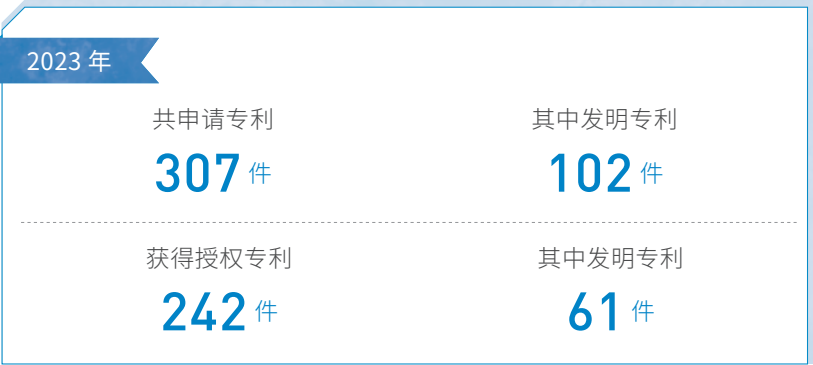 2023 年
共申请专利
其中发明专利
307 件
102 件
获得授权专利
其中发明专利
242 件
61 件